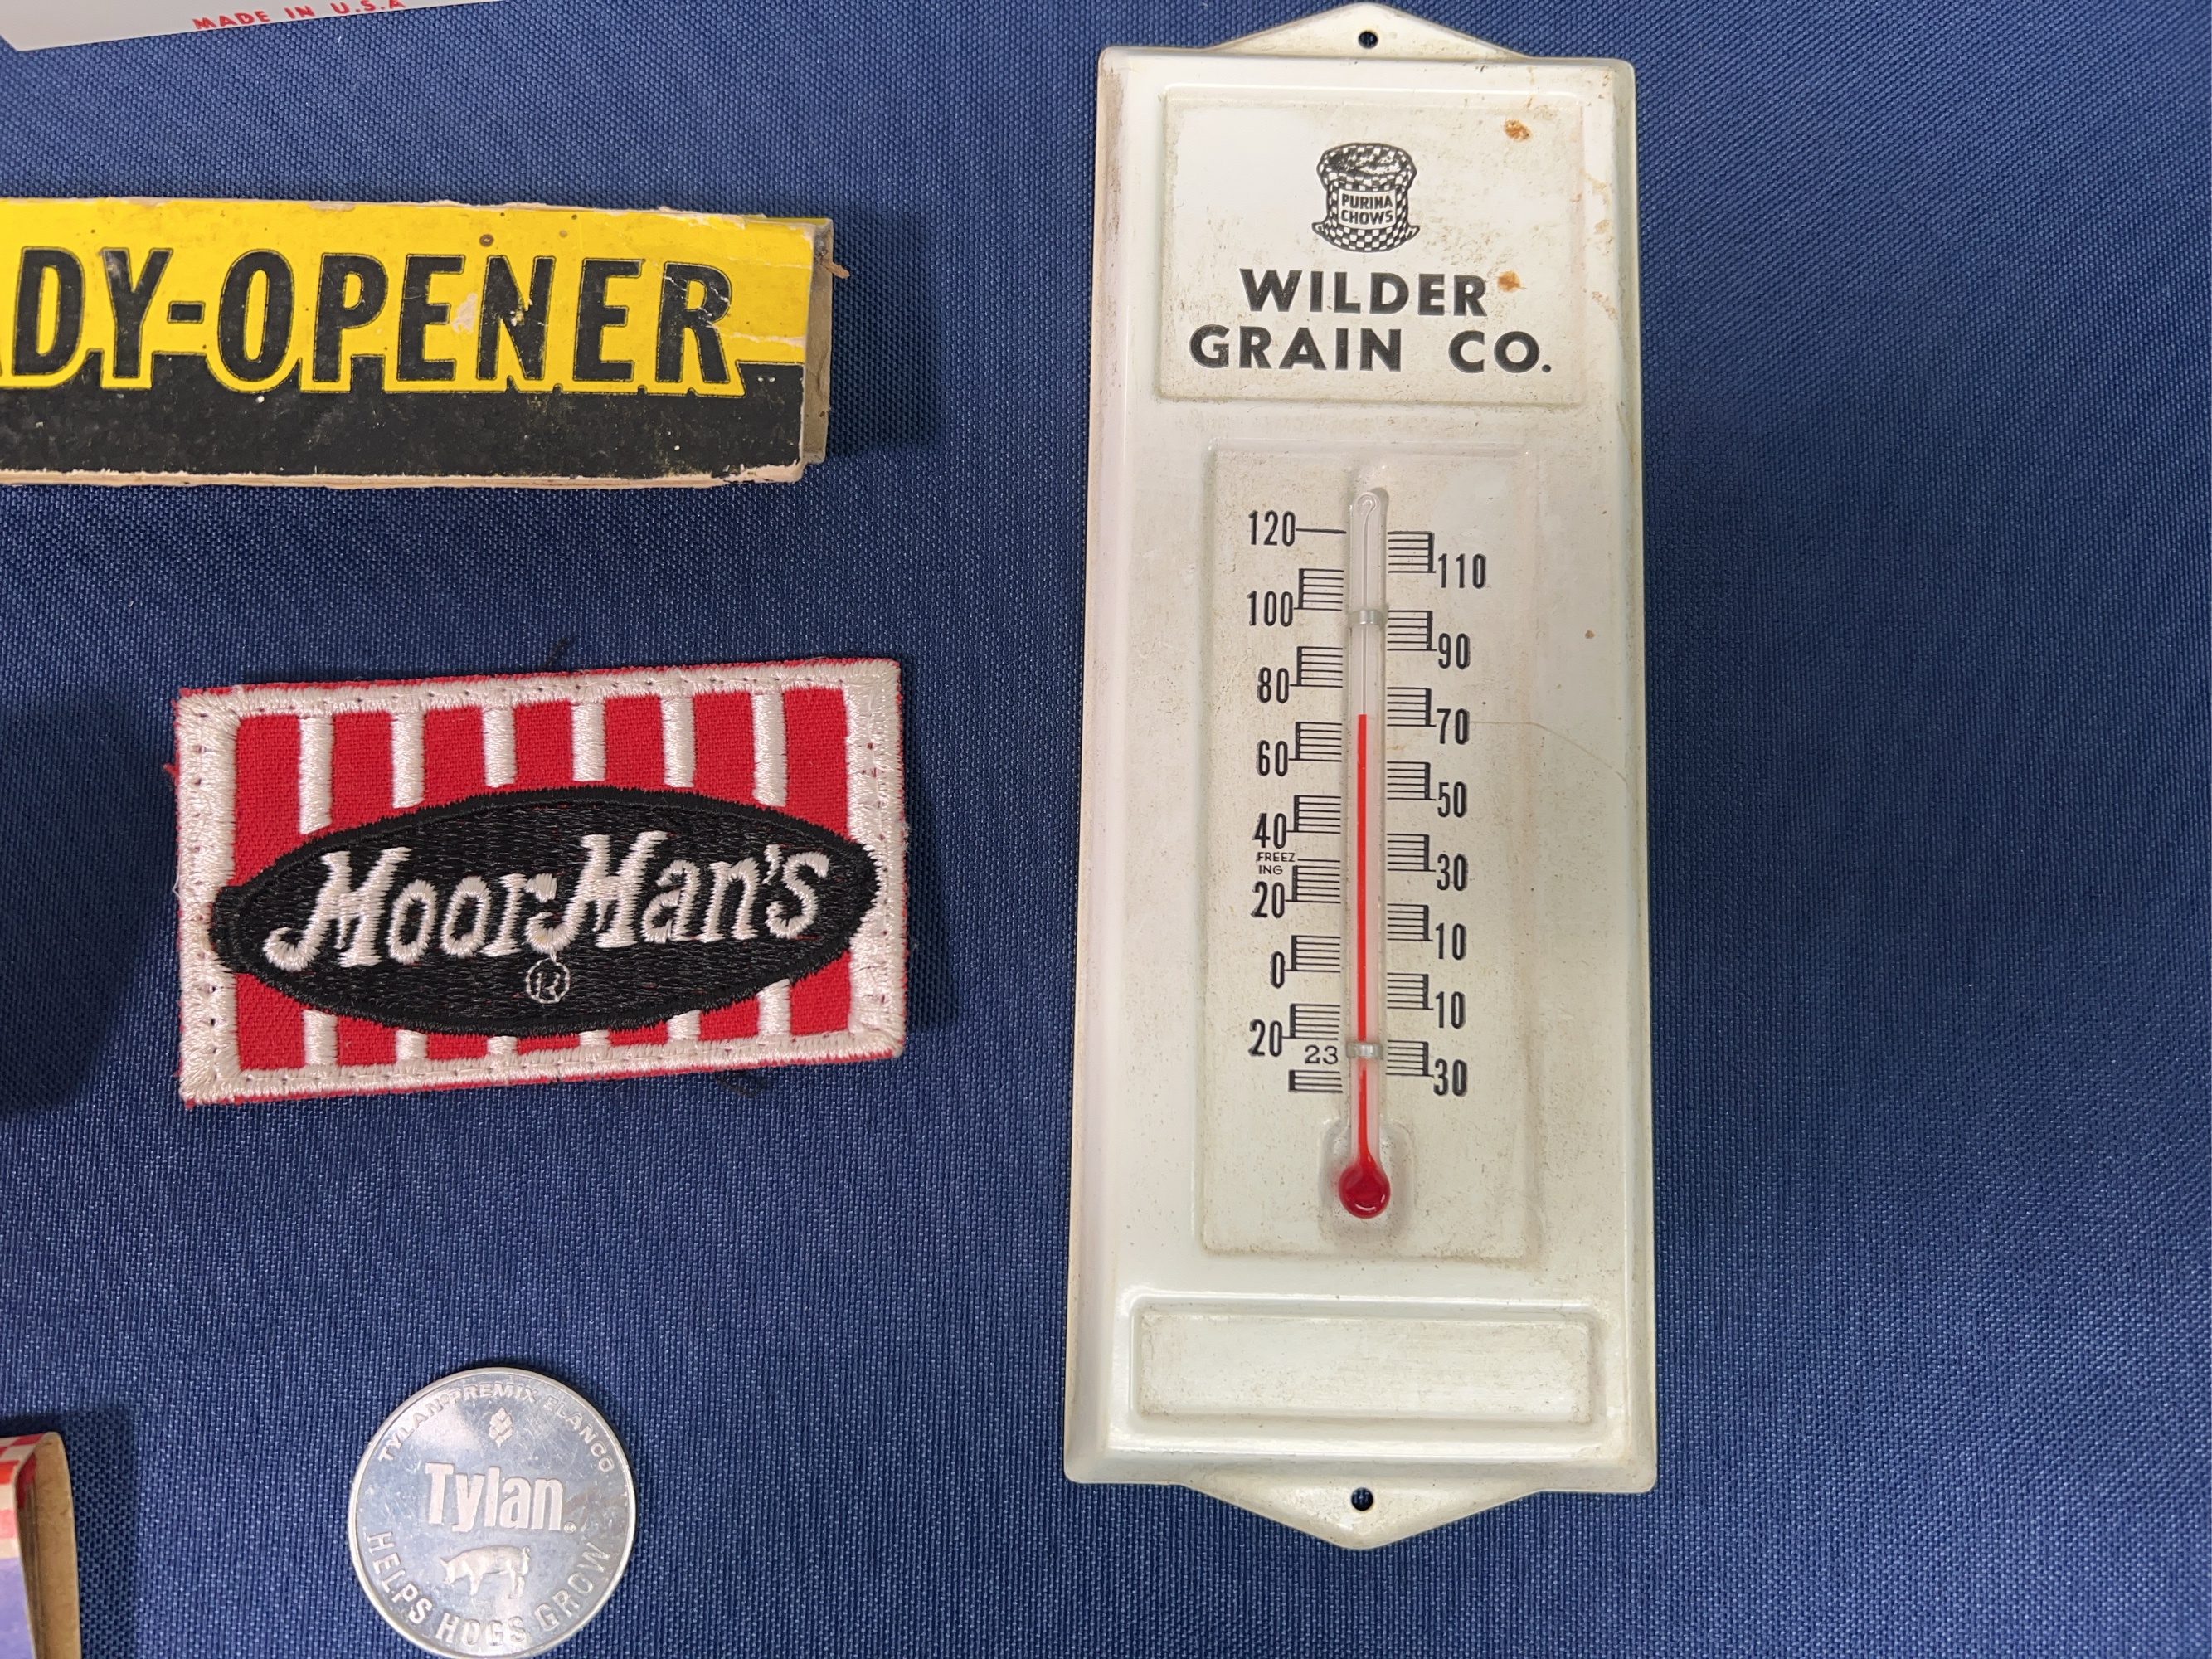 MADE IN U.S.A
DY-OPENER
MoorMan's
®
TYLAN PREMIX ELANCO
Tylan
HELPS HOGS GROW
PURINA
CHOWS
WILDER
GRAIN CO.
120
110
100
90
80
70
60
50
40
FREEZ
ING
30
20
10
0
10
20
23
30